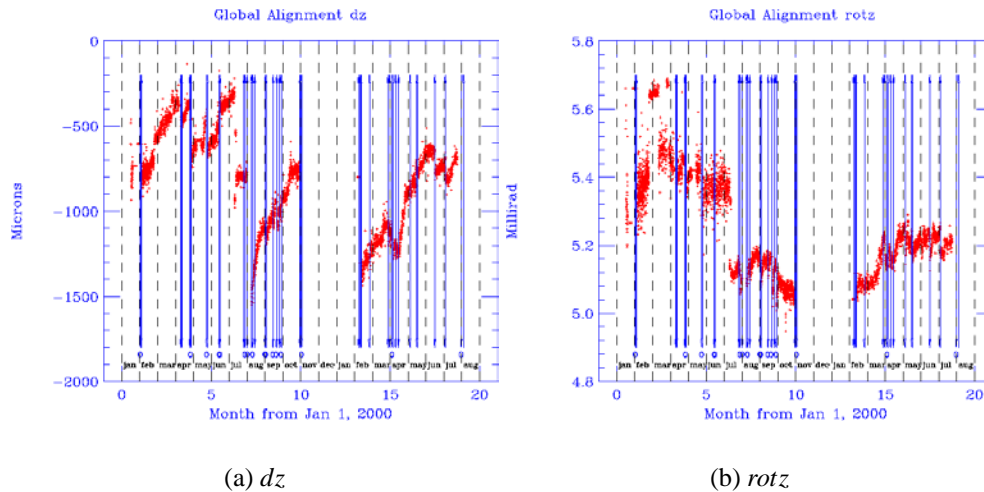 Global Alignment dz
0
−500
−1000
−1500
−2000
Microns
jan feb mar apr may jun jul aug sep oct nov dec jan feb mar apr may jun jul aug
0 5 10 15 20
Month from Jan 1, 2000
(a) dz
Global Alignment rotz
5.8
5.6
5.4
5.2
5.0
4.8
Millirad
jan feb mar apr may jun jul aug sep oct nov dec jan feb mar apr may jun jul aug
0 5 10 15 20
Month from Jan 1, 2000
(b) rotz